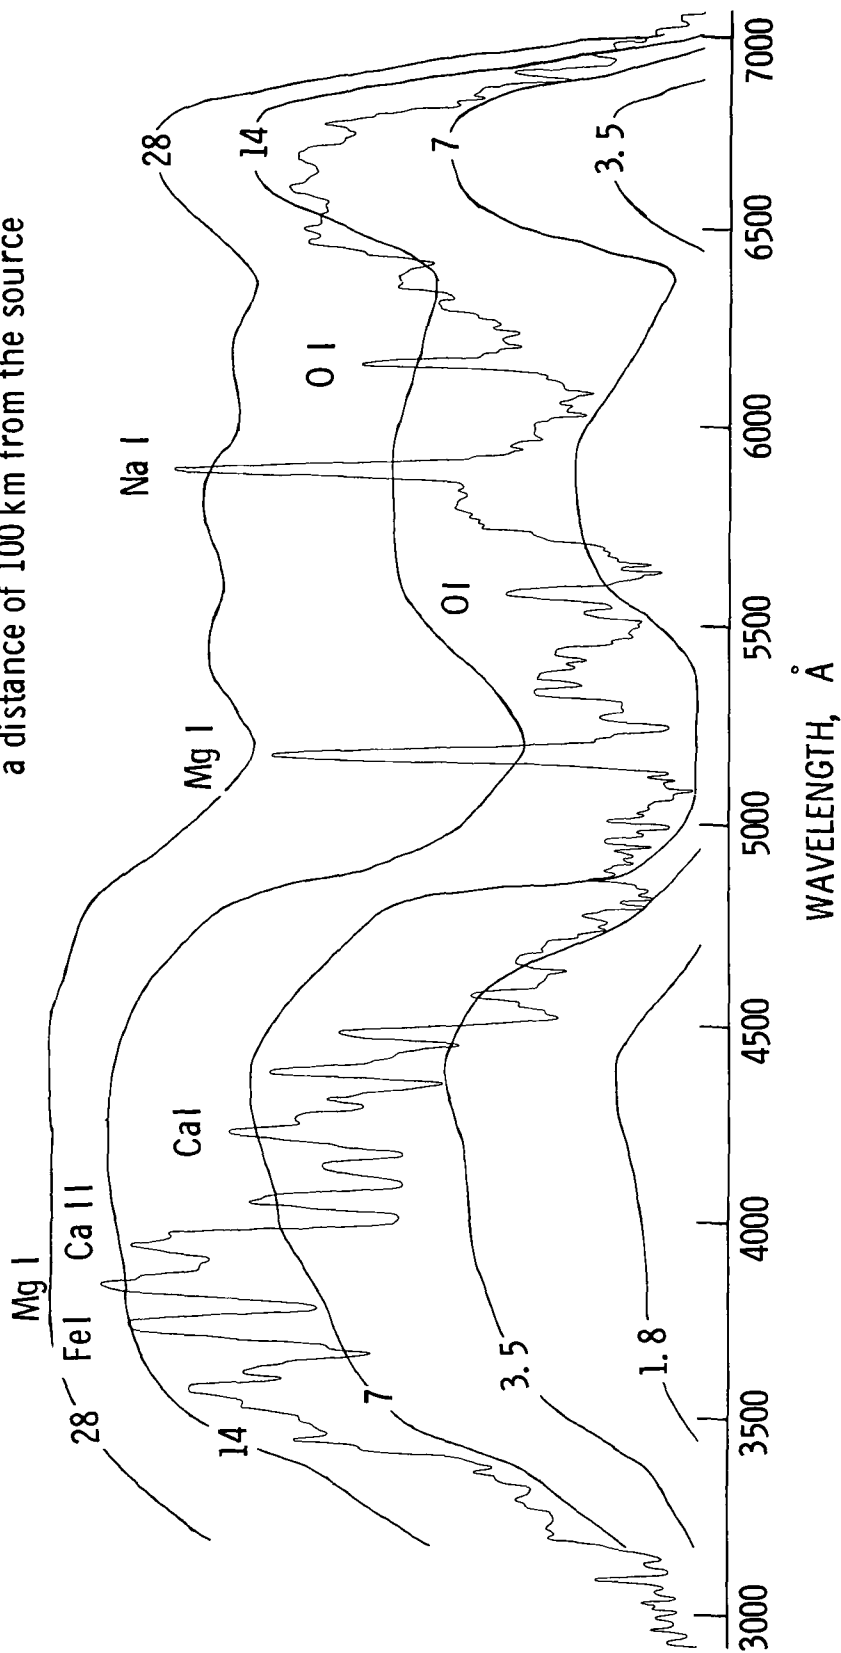 a distance of 100 km from the source
28
14
7
3.5
Na I
O I
Mg I
O I
Mg I
Fe I
Ca II
Ca I
28
14
7
3.5
1.8
3000
3500
4000
4500
5000
5500
6000
6500
7000
WAVELENGTH, Å